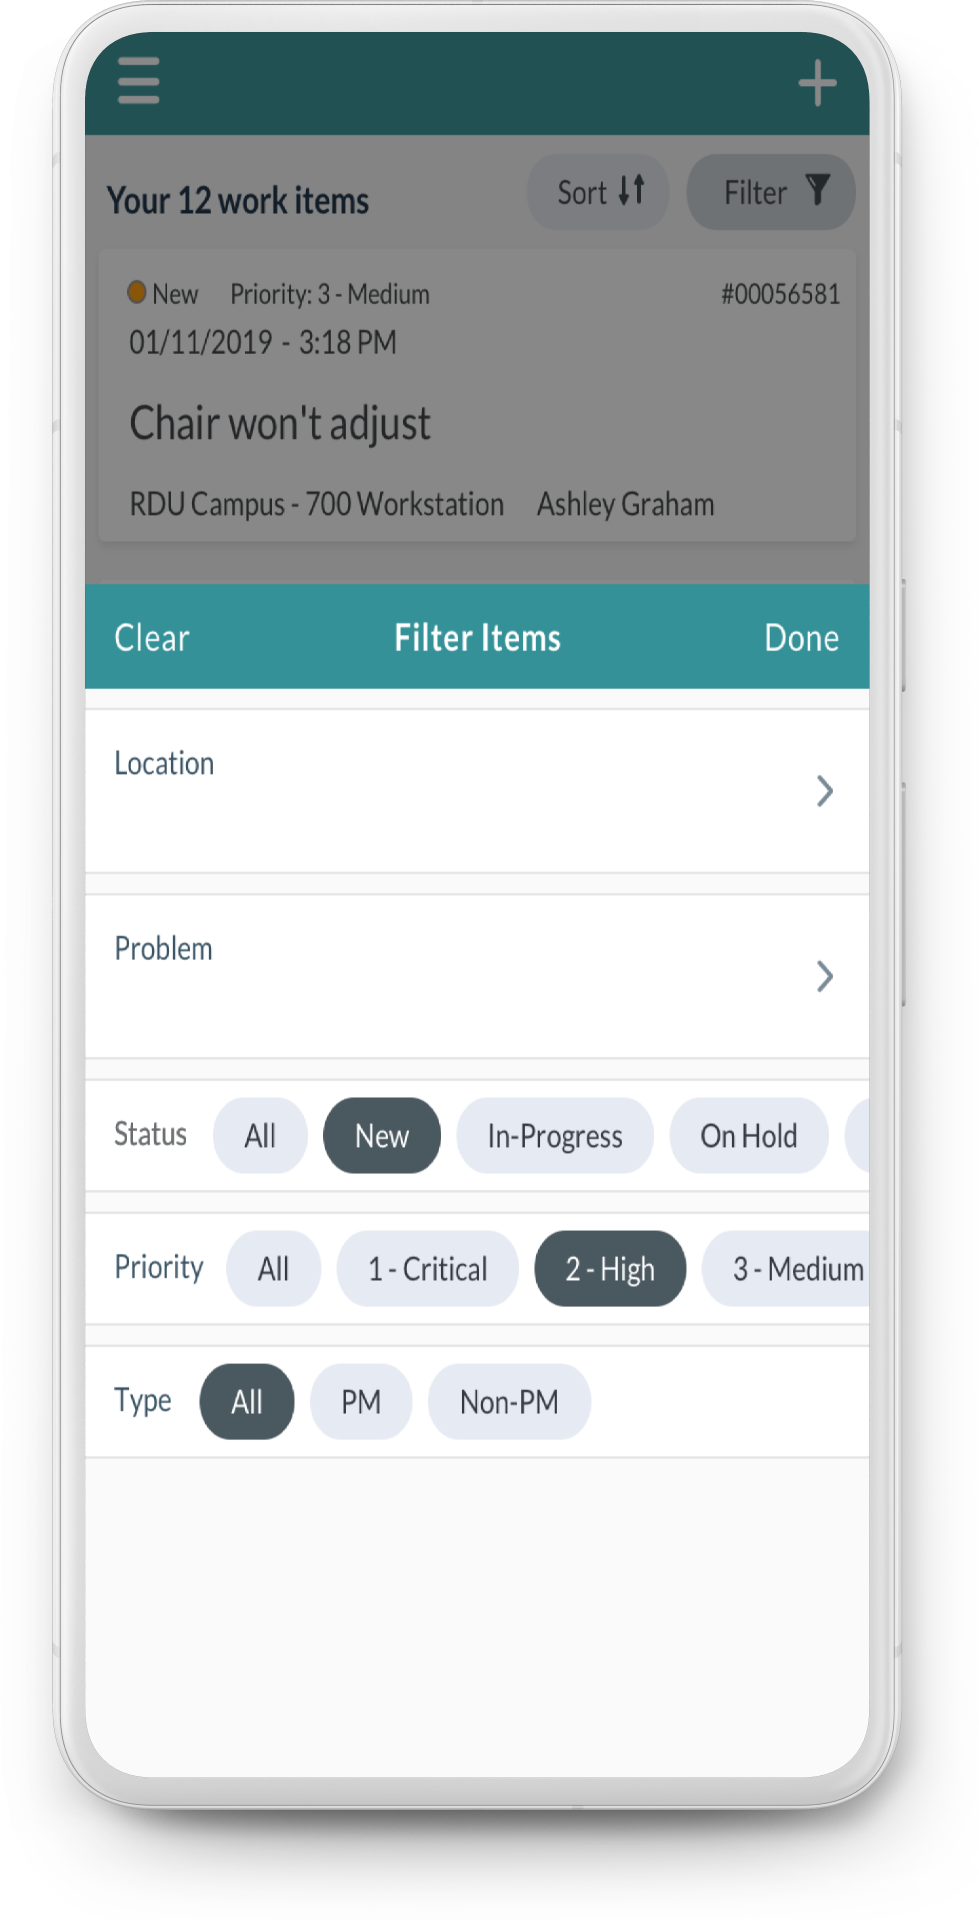 Your 12 work items
Sort
Filter
New Priority: 3 - Medium #00056581
01/11/2019 - 3:18 PM
Chair won't adjust
RDU Campus - 700 Workstation Ashley Graham
Clear Filter Items Done
Location
Problem
Status All New In-Progress On Hold
Priority All 1 - Critical 2 - High 3 - Medium
Type All PM Non-PM